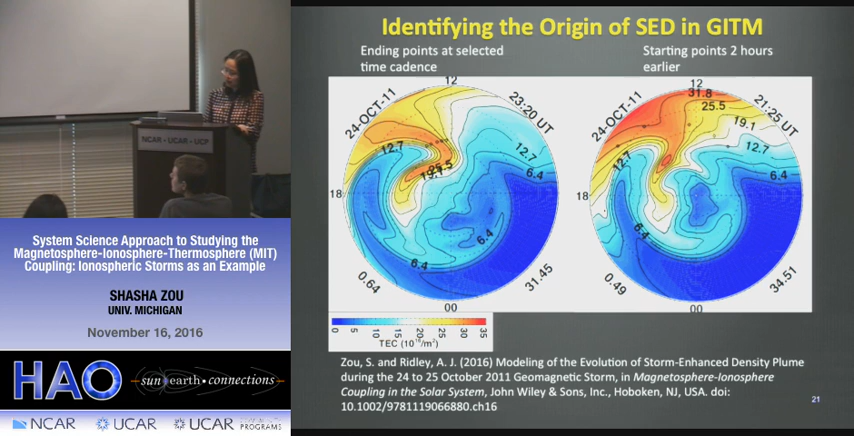 NCAR - UCAR - UCP
System Science Approach to Studying the
Magnetosphere-Ionosphere-Thermosphere (MIT)
Coupling: Ionospheric Storms as an Example
SHASHA ZOU
UNIV. MICHIGAN
November 16, 2016
HAO
sun earth • connections
NCAR
UCAR
UCAR PROGRAMS
Identifying the Origin of SED in GITM
Ending points at selected
time cadence
Starting points 2 hours
earlier
12
24-OCT-11
23:20 UT
12.7
12.7
6.4
18
6.4
6.4
0.64
31.45
00
12
31.8
24-OCT-11
21:25 UT
25.5
19.1
12.7
12.7
6.4
18
6.4
0.49
34.51
00
0 5 10 15 20 25 30 35
TEC (10¹⁶/m²)
Zou, S. and Ridley, A. J. (2016) Modeling of the Evolution of Storm-Enhanced Density Plume
during the 24 to 25 October 2011 Geomagnetic Storm, in Magnetosphere-Ionosphere
Coupling in the Solar System, John Wiley & Sons, Inc., Hoboken, NJ, USA. doi:
10.1002/9781119066880.ch16
21